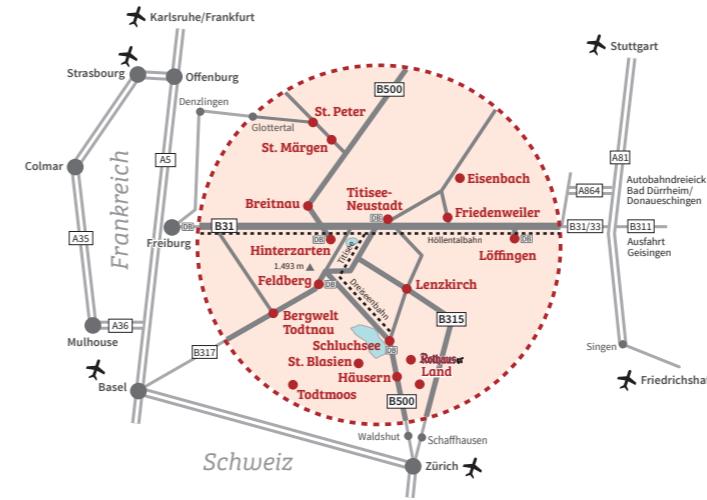 Karlsruhe/Frankfurt
Stuttgart
Strasbourg
Offenburg
B500
Denzlingen
St. Peter
Glottertal
St. Märgen
A5
A81
Colmar
Frankreich
Eisenbach
A864
Autobahndreieick
Bad Dürrheim/
Donaueschingen
Breitnau
Titisee-
Neustadt
Friedenweiler
DB
DB
B31
B31/33
B311
Freiburg
A35
Hinterzarten
DB
Titisee
Höllentalbahn
DB
Löffingen
Ausfahrt
Geisingen
1.493 m
Feldberg
DB
Lenzkirch
Dreiseenbahn
Bergwelt
Todtnau
B315
A36
Mulhouse
Schluchsee
DB
B317
St. Blasien
Land
Singen
Basel
Häusern
Todtmoos
B500
Friedrichshaf
Waldshut
Schaffhausen
Schweiz
Zürich